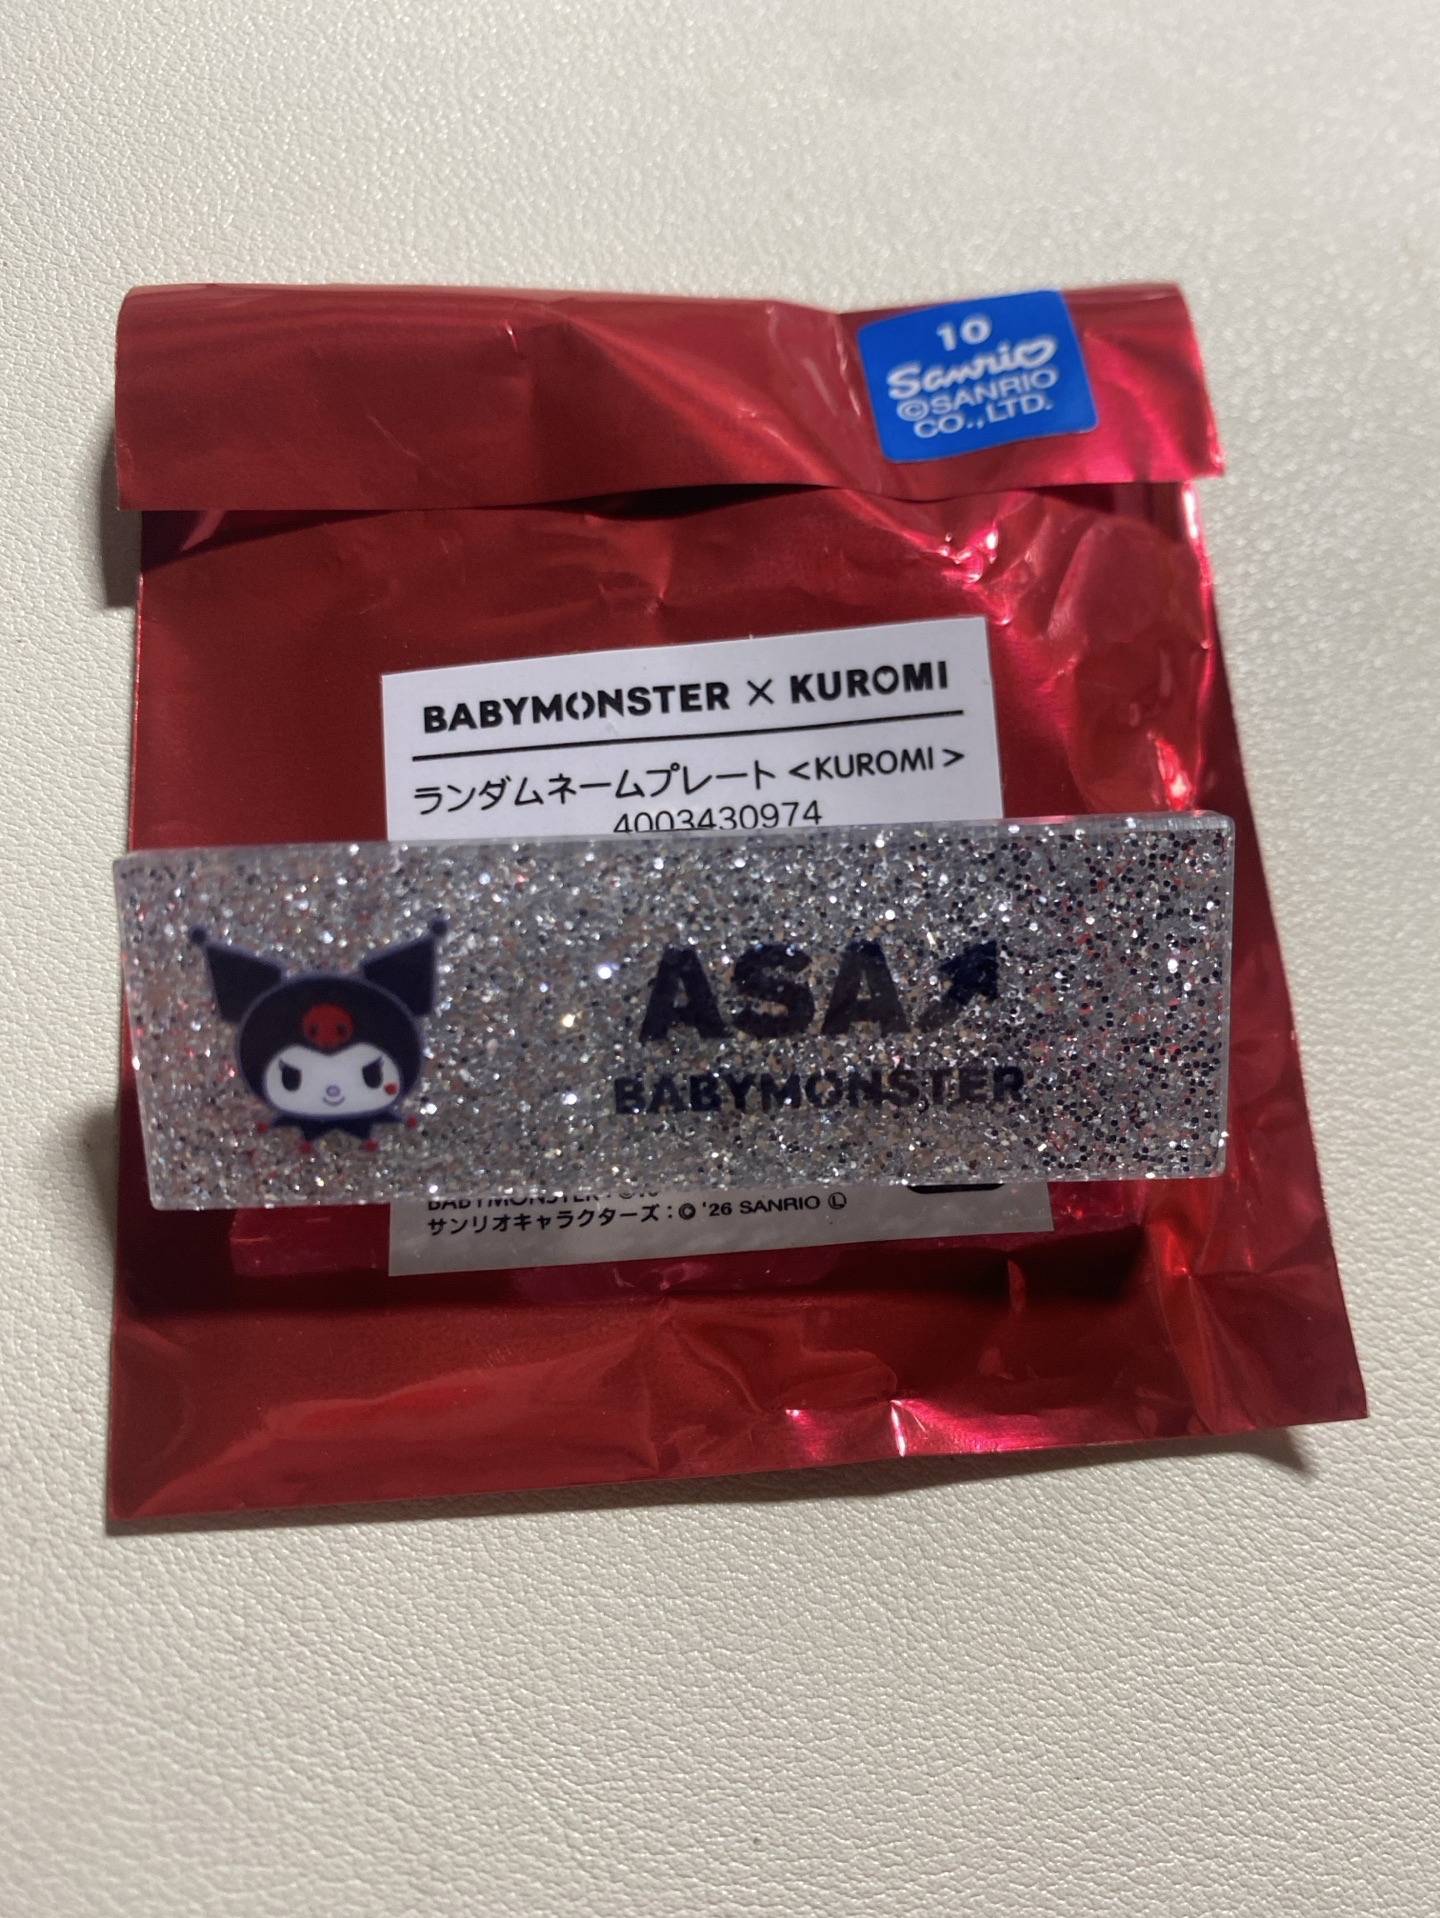 10
Sanrio
©SANRIO
CO.,LTD.
BABYMONSTER × KUROMI
ランダムネームプレート <KUROMI>
4003430974
ASA
BABYMONSTER
BABYMONSTER : ©
サンリオキャラクターズ : © '26 SANRIO Ⓛ